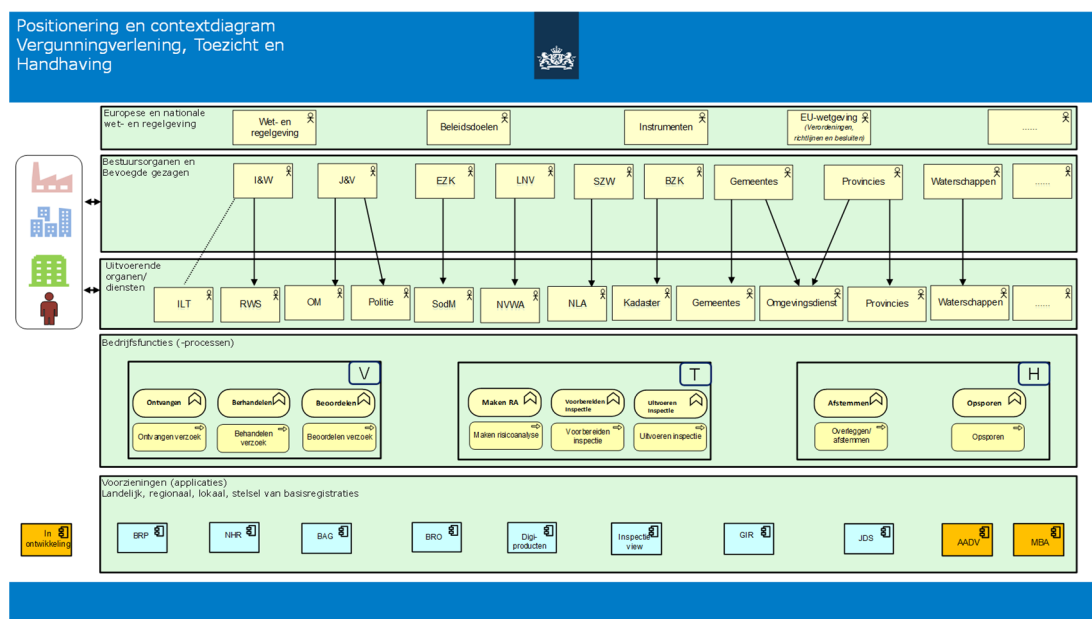 Positionering en contextdiagram
Vergunningverlening, Toezicht en
Handhaving
Europese en nationale
wet- en regelgeving
Wet- en
regelgeving
Beleidsdoelen
Instrumenten
EU-wetgeving
(Verordeningen,
richtlijnen en besluiten)
......
Bestuursorganen en
Bevoegde gezagen
I&W
J&V
EZK
LNV
SZW
BZK
Gemeentes
Provincies
Waterschappen
......
Uitvoerende
organen/
diensten
ILT
RWS
OM
Politie
SodM
NVWA
NLA
Kadaster
Gemeentes
Omgevingsdienst
Provincies
Waterschappen
......
Bedrijfsfuncties (-processen)
V
Ontvangen
Berhandelen
Beoordelen
Ontvangen verzoek
Behandelen
verzoek
Beoordelen verzoek
T
Maken RA
Voorbereiden
Inspectie
Uitvoeren
Inspectie
Maken risicoanalyse
Voorbereiden
inspectie
Uitvoeren inspectie
H
Afstemmen
Opsporen
Overleggen/
afstemmen
Opsporen
Voorzieningen (applicaties)
Landelijk, regionaal, lokaal, stelsel van basisregistraties
In
ontwikkeling
BRP
NHR
BAG
BRO
Digi-
producten
Inspectie
view
GIR
JDS
AADV
MBA